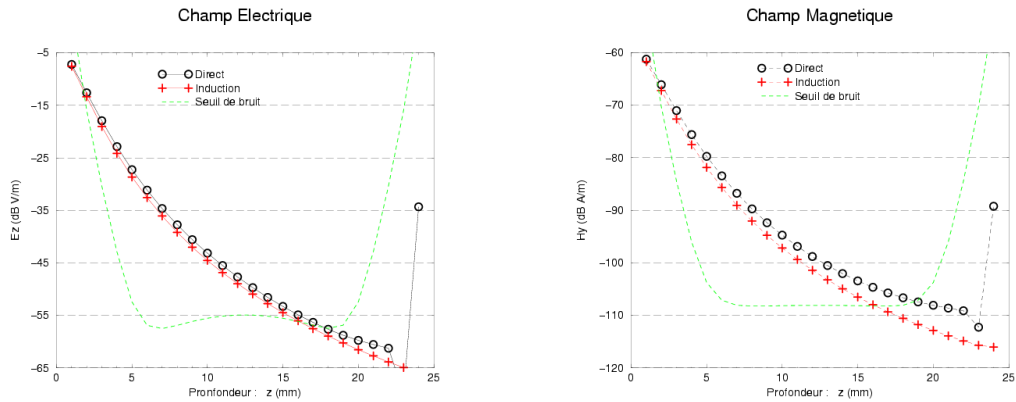 Champ Electrique
Direct
Induction
Seuil de bruit
-5
-15
-25
-35
-45
-55
-65
Ez (dB V/m)
0 5 10 15 20 25
Pronfondeur : z (mm)
Champ Magnetique
Direct
Induction
Seuil de bruit
-60
-70
-80
-90
-100
-110
-120
Hy (dB A/m)
0 5 10 15 20 25
Profondeur : z (mm)